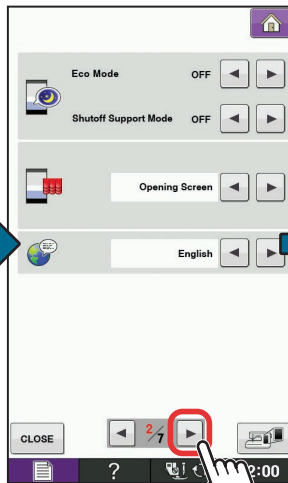 Eco Mode OFF
Shutoff Support Mode OFF
Opening Screen
English
CLOSE 2/7
? 2:00